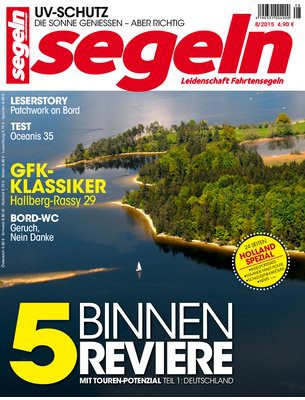 UV-SCHUTZ
DIE SONNE GENIESSEN – ABER RICHTIG
8/2015 4,90 €
segeln
segeln
Leidenschaft Fahrtensegeln
LESERSTORY
Patchwork an Bord
TEST
Oceanis 35
GFK-
KLASSIKER
Hallberg-Rassy 29
BORD-WC
Geruch,
Nein Danke
24 SEITEN
HOLLAND
SPEZIAL
5 BINNEN
REVIERE
MIT TOUREN-POTENZIAL TEIL 1: DEUTSCHLAND